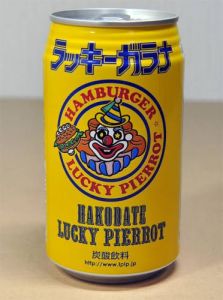 ラッキーガラナ
HAMBURGER
LUCKY PIERROT
HAKODATE
LUCKY PIERROT
炭酸飲料
http://www.lplp.jp